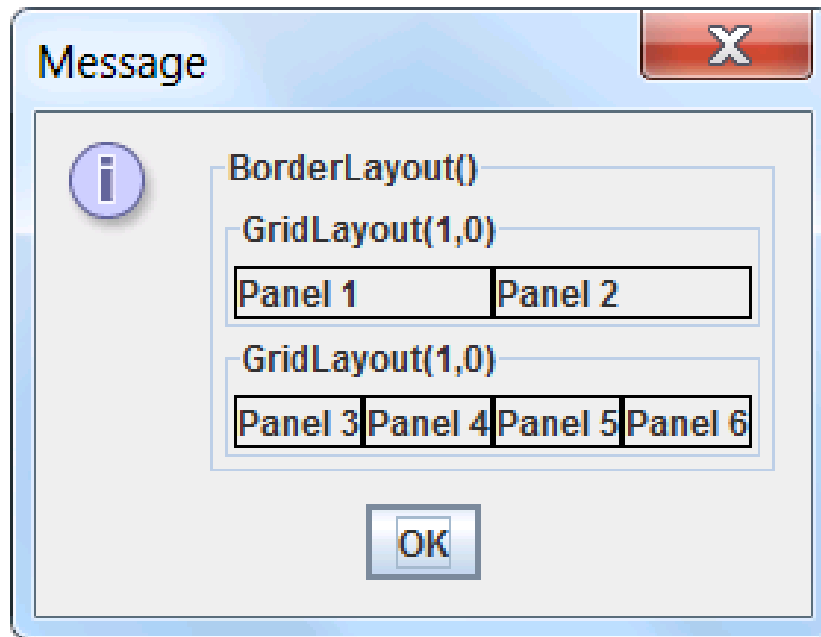 Message
BorderLayout()
GridLayout(1,0)
Panel 1 Panel 2
GridLayout(1,0)
Panel 3 Panel 4 Panel 5 Panel 6
OK